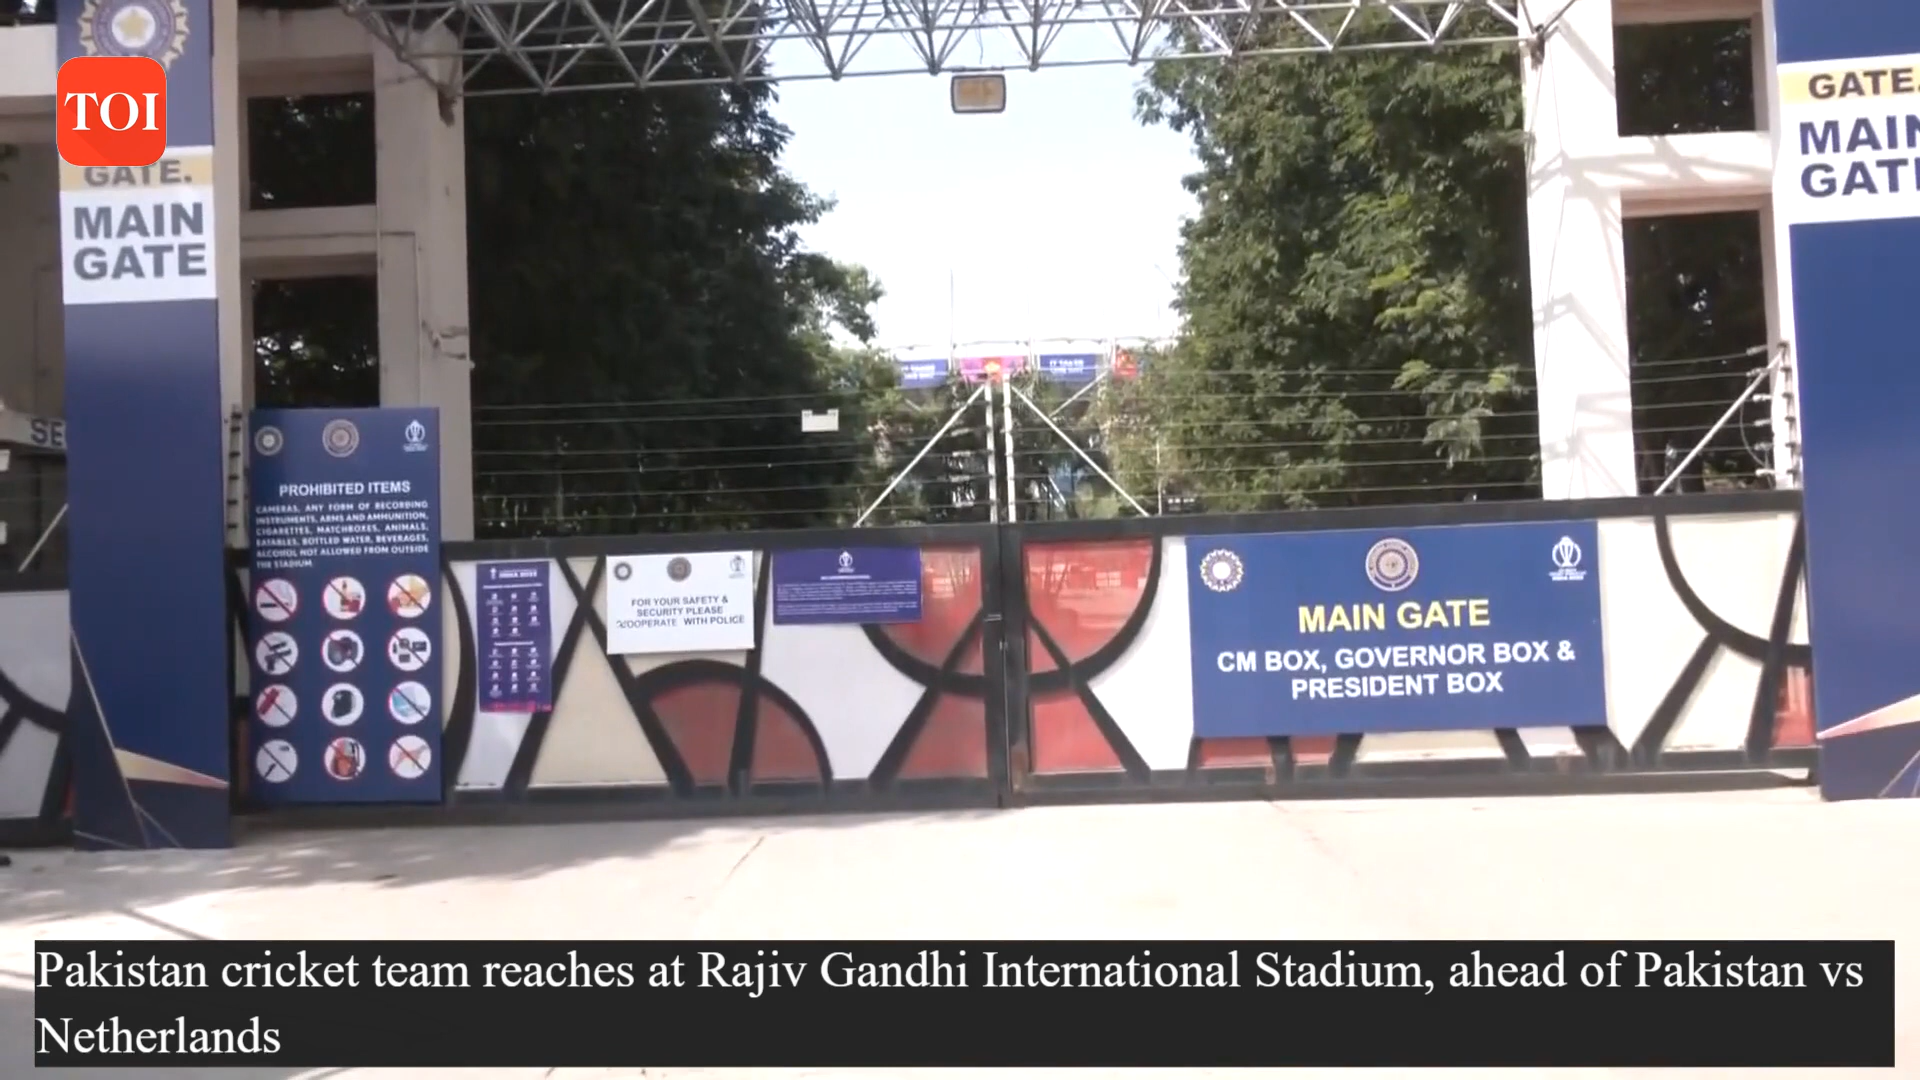 TOI
GATE.
MAIN
GATE
GATE.
MAIN
GATE
SE
PROHIBITED ITEMS
CAMERAS, ANY FORM OF RECORDING
INSTRUMENTS, ARMS AND AMMUNITION,
CIGARETTES, MATCHBOXES, ANIMALS,
EATABLES, BOTTLED WATER, BEVERAGES,
ALCOHOL NOT ALLOWED FROM OUTSIDE
THE STADIUM.
FOR YOUR SAFETY &
SECURITY PLEASE
COOPERATE WITH POLICE
MAIN GATE
CM BOX, GOVERNOR BOX &
PRESIDENT BOX
Pakistan cricket team reaches at Rajiv Gandhi International Stadium, ahead of Pakistan vs
Netherlands